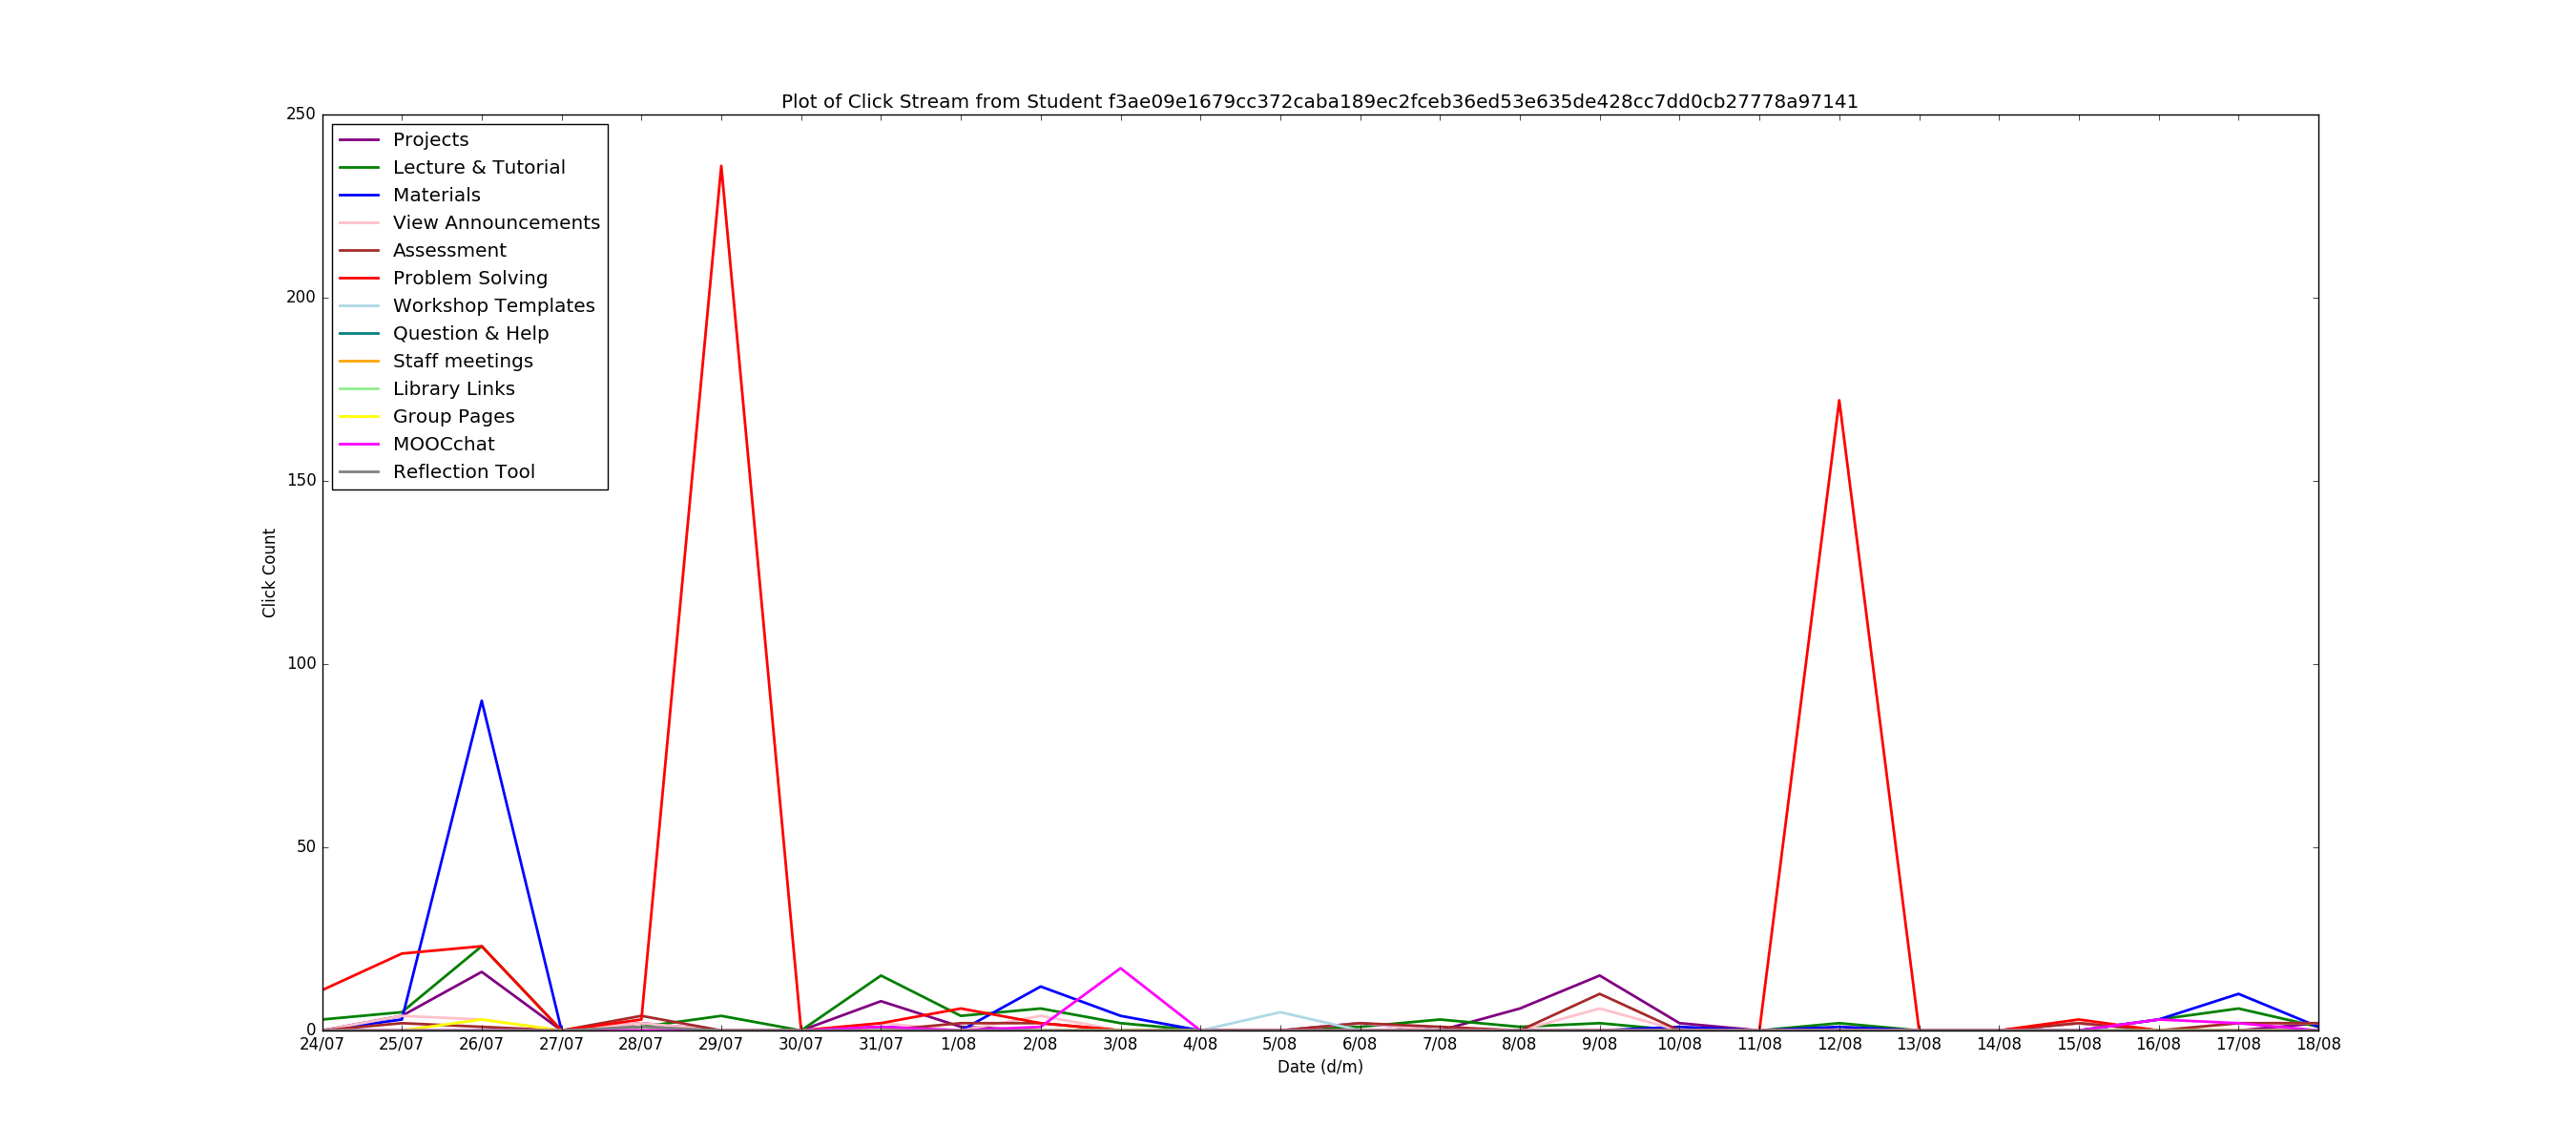 Plot of Click Stream from Student f3ae09e1679cc372caba189ec2fceb36ed53e635de428cc7dd0cb27778a97141
250
200
150
100
50
0
Click Count
Projects
Lecture & Tutorial
Materials
View Announcements
Assessment
Problem Solving
Workshop Templates
Question & Help
Staff meetings
Library Links
Group Pages
MOOCchat
Reflection Tool
24/07 25/07 26/07 27/07 28/07 29/07 30/07 31/07 1/08 2/08 3/08 4/08 5/08 6/08 7/08 8/08 9/08 10/08 11/08 12/08 13/08 14/08 15/08 16/08 17/08 18/08
Date (d/m)